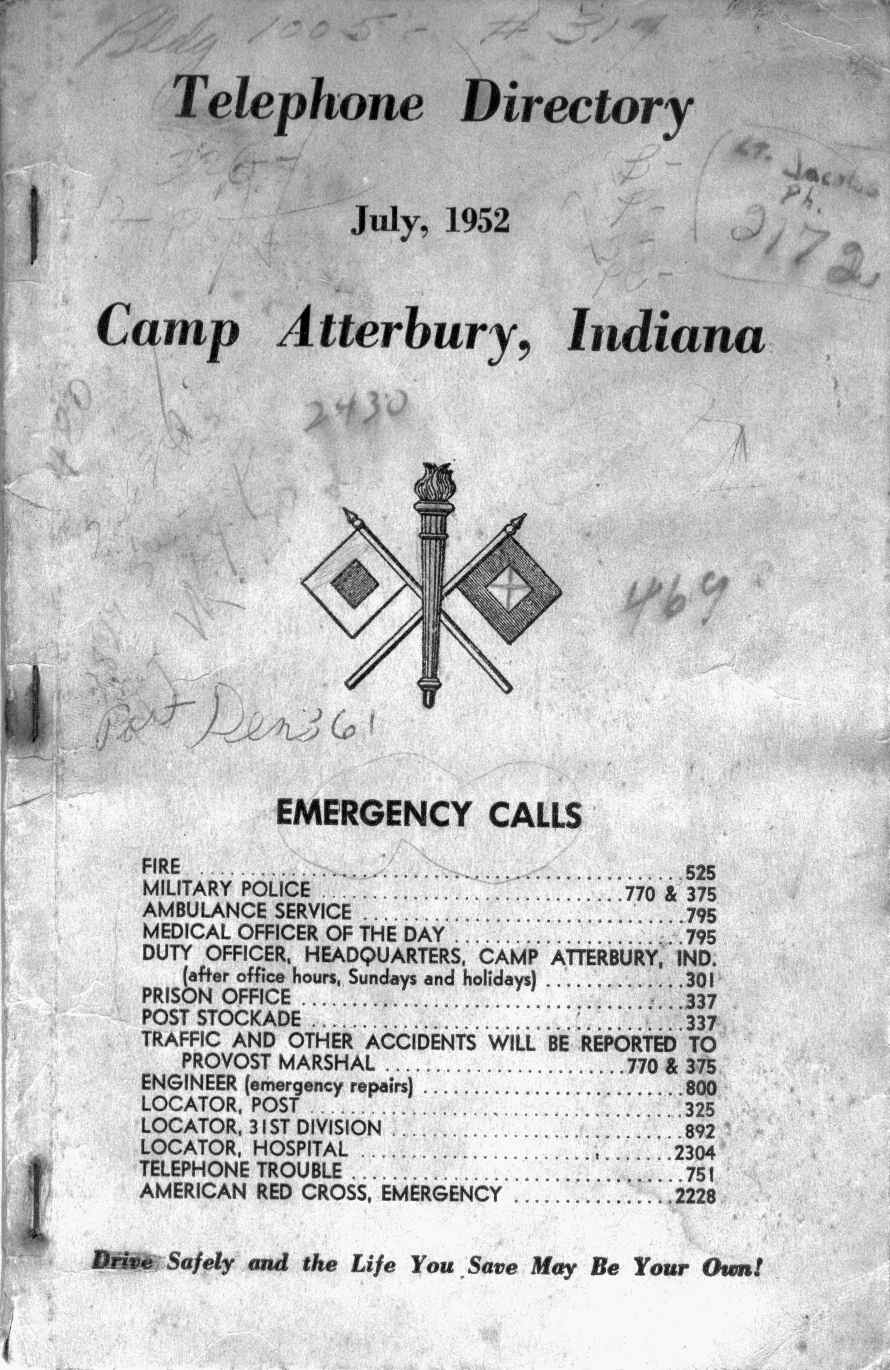 Bldg 1005 - # 319
Telephone Directory
Lt. Jacobs
Ph.
2172
July, 1952
Camp Atterbury, Indiana
2430
469
Post Den 361
EMERGENCY CALLS
FIRE ........ 525
MILITARY POLICE ........ 770 & 375
AMBULANCE SERVICE ........ 795
MEDICAL OFFICER OF THE DAY ........ 795
DUTY OFFICER, HEADQUARTERS, CAMP ATTERBURY, IND.
(after office hours, Sundays and holidays) ........ 301
PRISON OFFICE ........ 337
POST STOCKADE ........ 337
TRAFFIC AND OTHER ACCIDENTS WILL BE REPORTED TO
PROVOST MARSHAL ........ 770 & 375
ENGINEER (emergency repairs) ........ 800
LOCATOR, POST ........ 325
LOCATOR, 31ST DIVISION ........ 892
LOCATOR, HOSPITAL ........ 2304
TELEPHONE TROUBLE ........ 751
AMERICAN RED CROSS, EMERGENCY ........ 2228
Drive Safely and the Life You Save May Be Your Own!